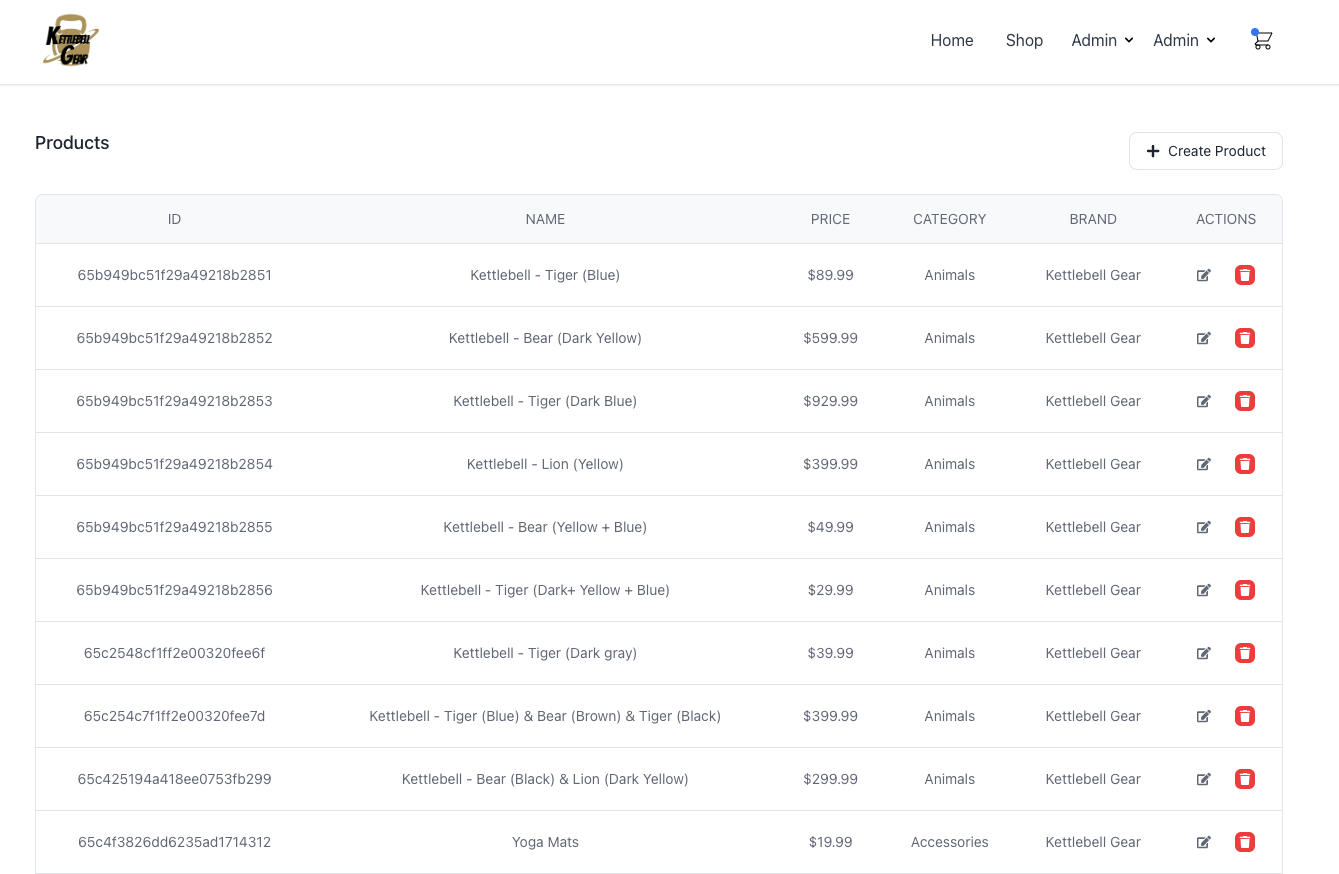 KETTLEBELL GEAR
Home Shop Admin Admin
Products
Create Product
ID NAME PRICE CATEGORY BRAND ACTIONS
65b949bc51f29a49218b2851 Kettlebell - Tiger (Blue) $89.99 Animals Kettlebell Gear
65b949bc51f29a49218b2852 Kettlebell - Bear (Dark Yellow) $599.99 Animals Kettlebell Gear
65b949bc51f29a49218b2853 Kettlebell - Tiger (Dark Blue) $929.99 Animals Kettlebell Gear
65b949bc51f29a49218b2854 Kettlebell - Lion (Yellow) $399.99 Animals Kettlebell Gear
65b949bc51f29a49218b2855 Kettlebell - Bear (Yellow + Blue) $49.99 Animals Kettlebell Gear
65b949bc51f29a49218b2856 Kettlebell - Tiger (Dark+ Yellow + Blue) $29.99 Animals Kettlebell Gear
65c2548cf1ff2e00320fee6f Kettlebell - Tiger (Dark gray) $39.99 Animals Kettlebell Gear
65c254c7f1ff2e00320fee7d Kettlebell - Tiger (Blue) & Bear (Brown) & Tiger (Black) $399.99 Animals Kettlebell Gear
65c425194a418ee0753fb299 Kettlebell - Bear (Black) & Lion (Dark Yellow) $299.99 Animals Kettlebell Gear
65c4f3826dd6235ad1714312 Yoga Mats $19.99 Accessories Kettlebell Gear